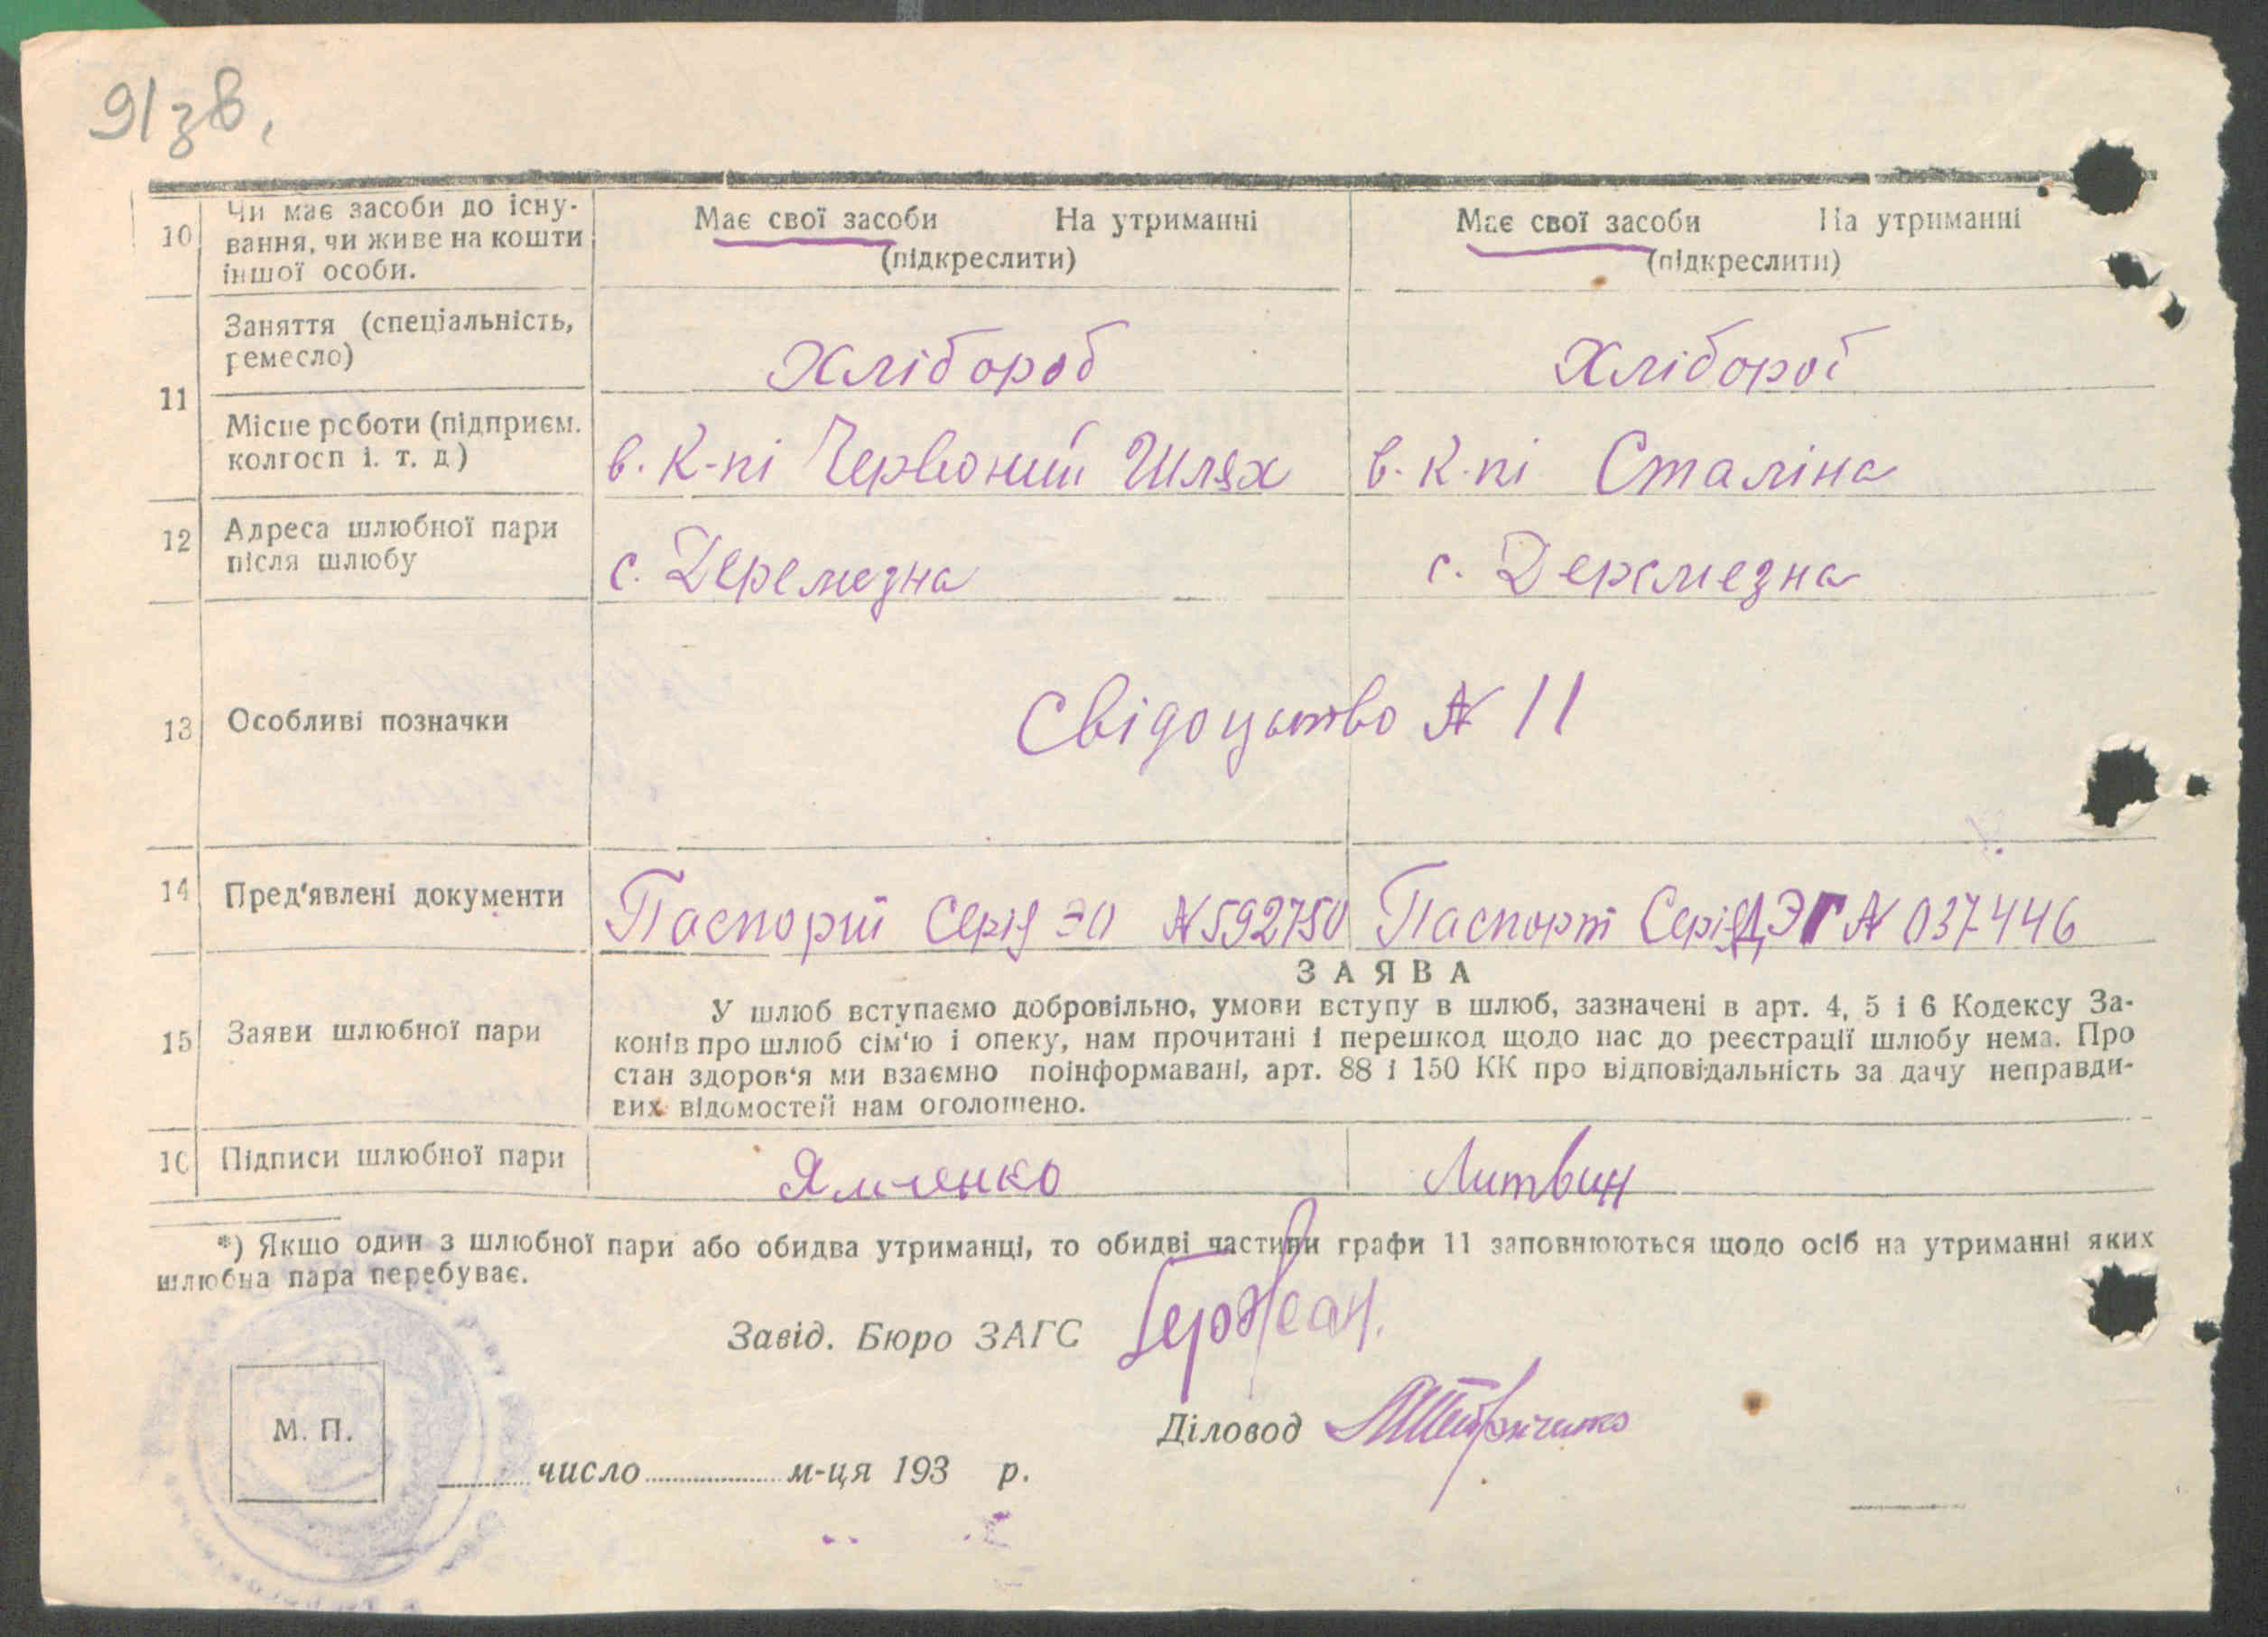 91зв.
10 Чи має засоби до існу-
вання, чи живе на кошти
іншої особи.
Має свої засоби На утриманні
(підкреслити)
Має свої засоби На утриманні
(підкреслити)
11
Заняття (спеціальність,
ремесло)
Хлібороб
Хлібороб
Місце роботи (підприєм.
колгосп і. т. д)
в. К-пі Червоний Шлях
в. К-пі Сталіна
12 Адреса шлюбної пари
після шлюбу
с. Деремезна
с. Деремезна
13 Особливі позначки
Свідоцтво № 11
14 Пред'явлені документи
Паспорт Серія ЭО №592750
Паспорт Серія ДЭГ № 037446
15 Заяви шлюбної пари
ЗАЯВА
У шлюб вступаємо добровільно, умови вступу в шлюб, зазначені в арт. 4, 5 і 6 Кодексу За-
конів про шлюб сім'ю і опеку, нам прочитані і перешкод щодо нас до реєстрації шлюбу нема. Про
стан здоров'я ми взаємно поінформавані, арт. 88 і 150 КК про відповідальність за дачу неправди-
вих відомостей нам оголошено.
16 Підписи шлюбної пари
Ямченко
Литвин
*) Якщо один з шлюбної пари або обидва утриманці, то обидві частини графи 11 заповнюються щодо осіб на утриманні яких
шлюбна пара перебуває.
Завід. Бюро ЗАГС
Діловод
М. П.
число м-ця 193 р.